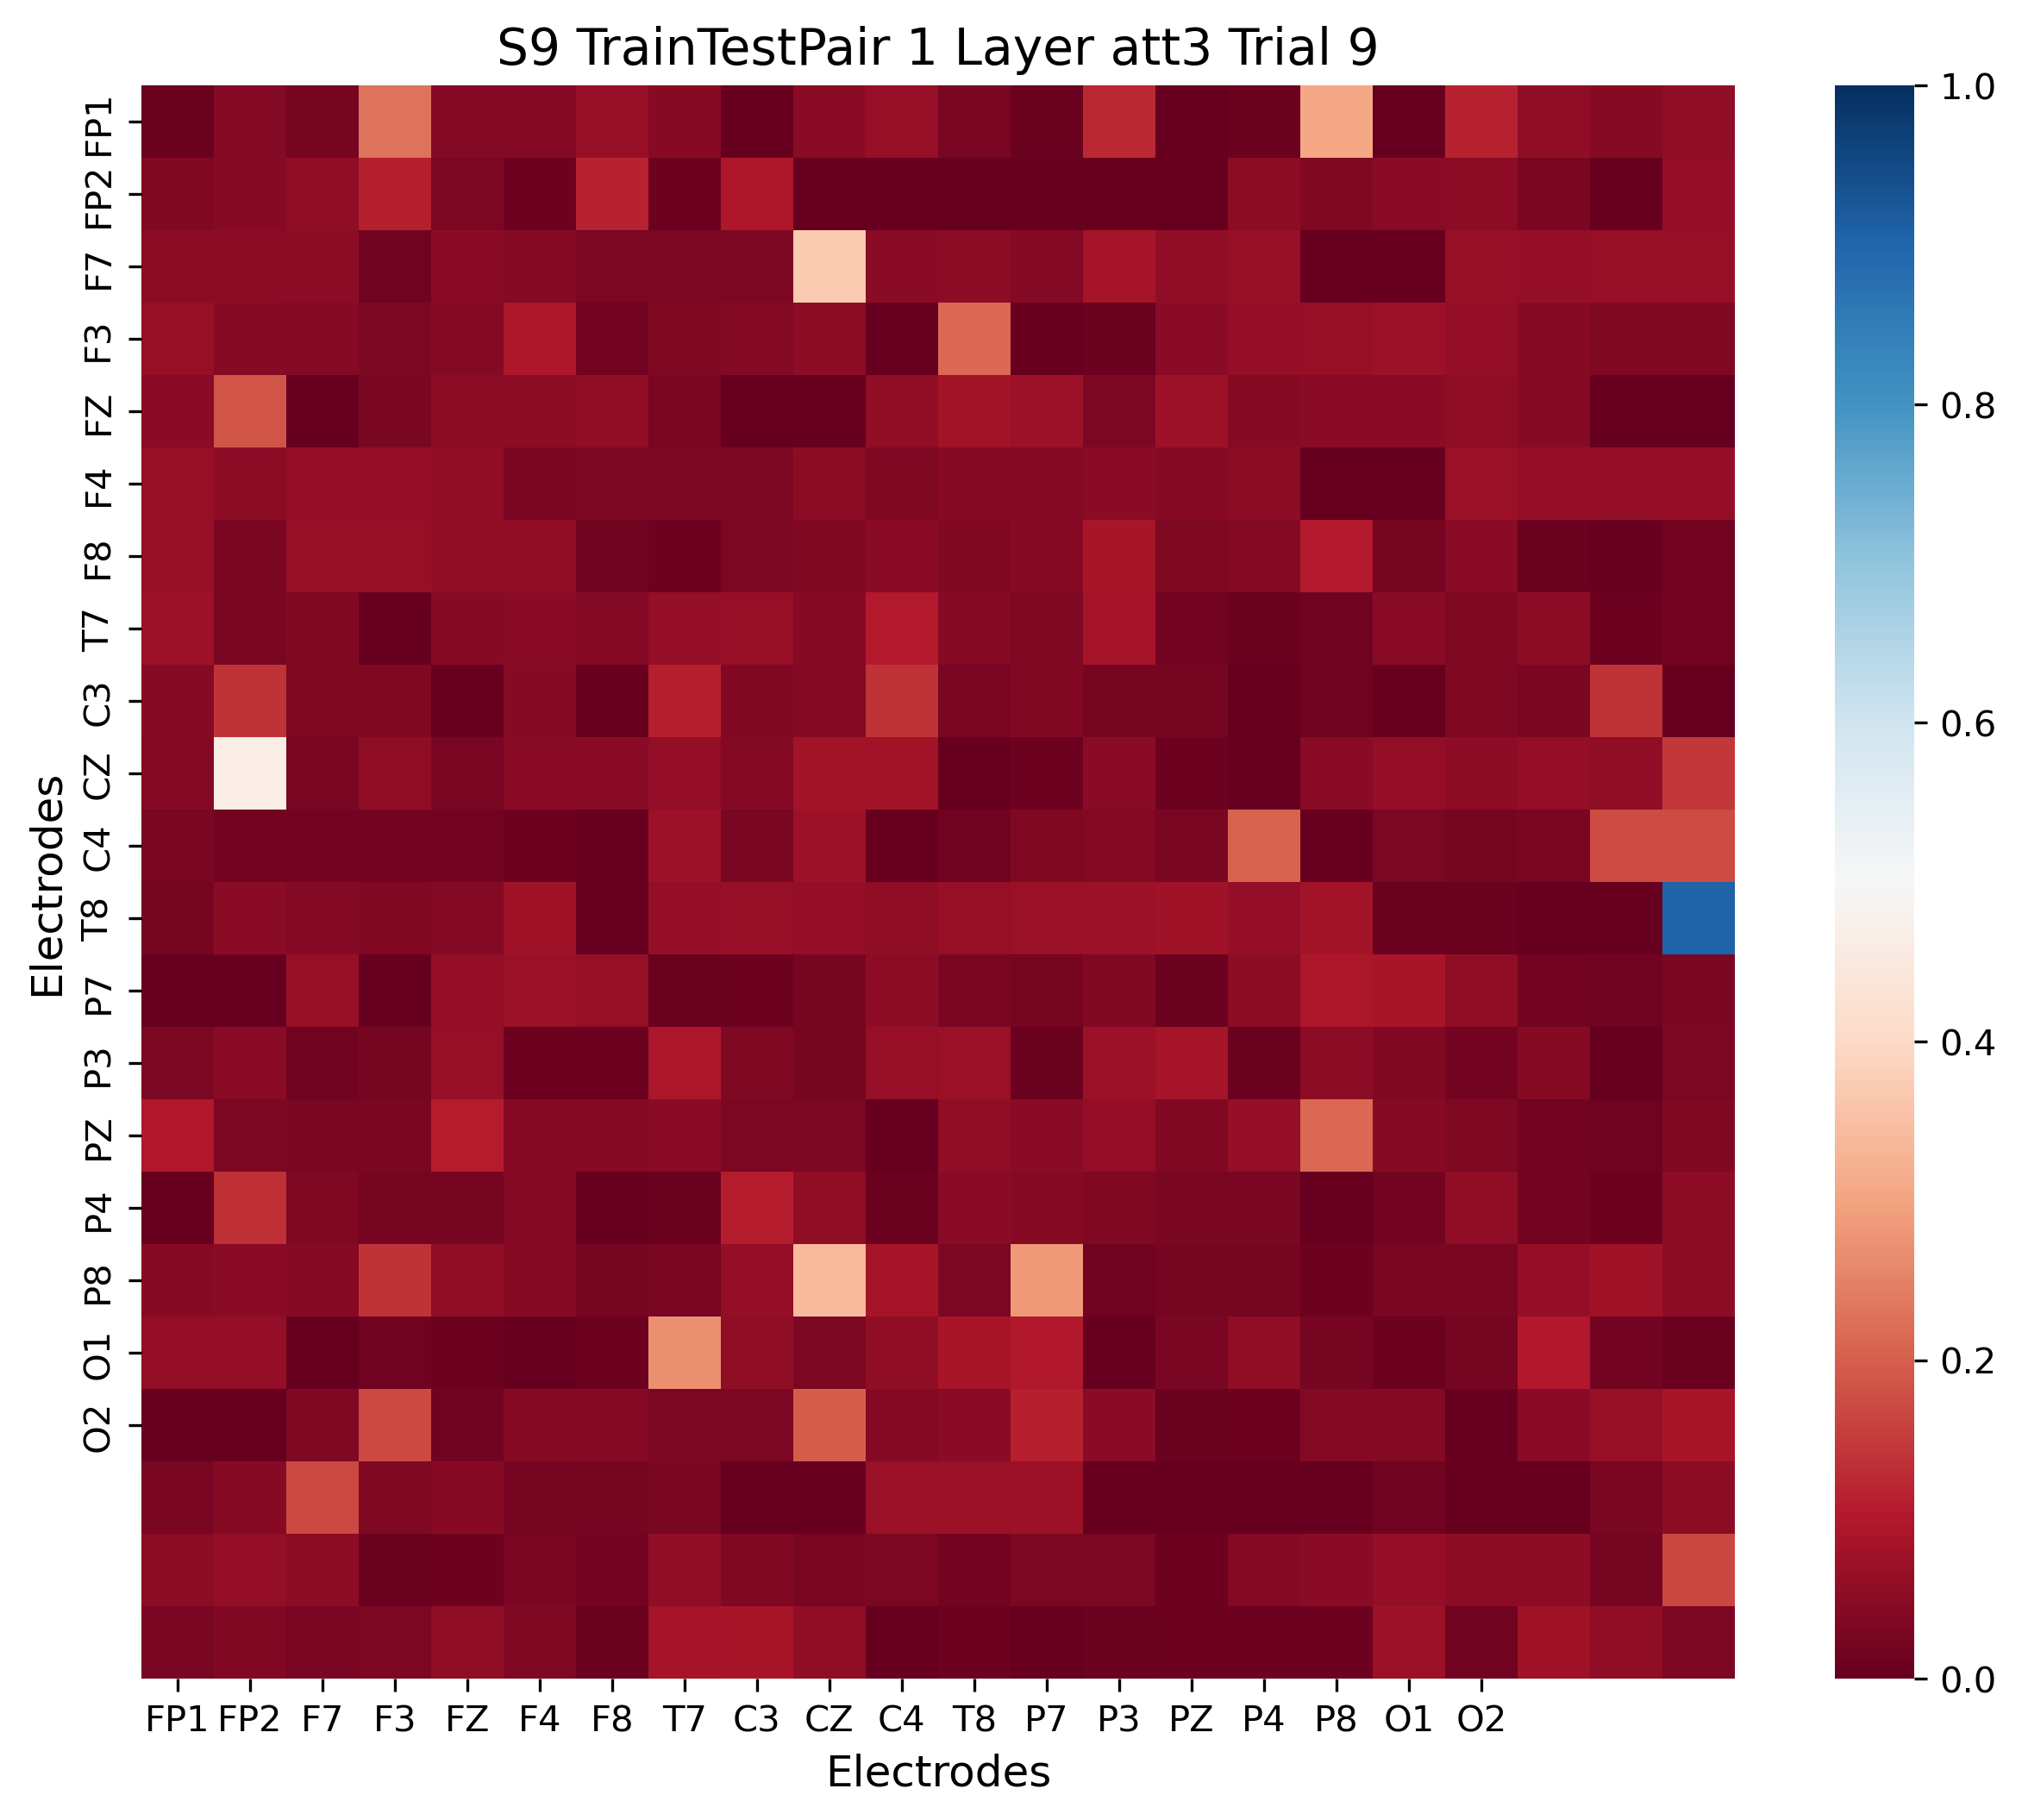 S9 TrainTestPair 1 Layer att3 Trial 9
Electrodes
FP1
FP2
F7
F3
FZ
F4
F8
T7
C3
CZ
C4
T8
P7
P3
PZ
P4
P8
O1
O2
FP1 FP2 F7 F3 FZ F4 F8 T7 C3 CZ C4 T8 P7 P3 PZ P4 P8 O1 O2
Electrodes
1.0
0.8
0.6
0.4
0.2
0.0